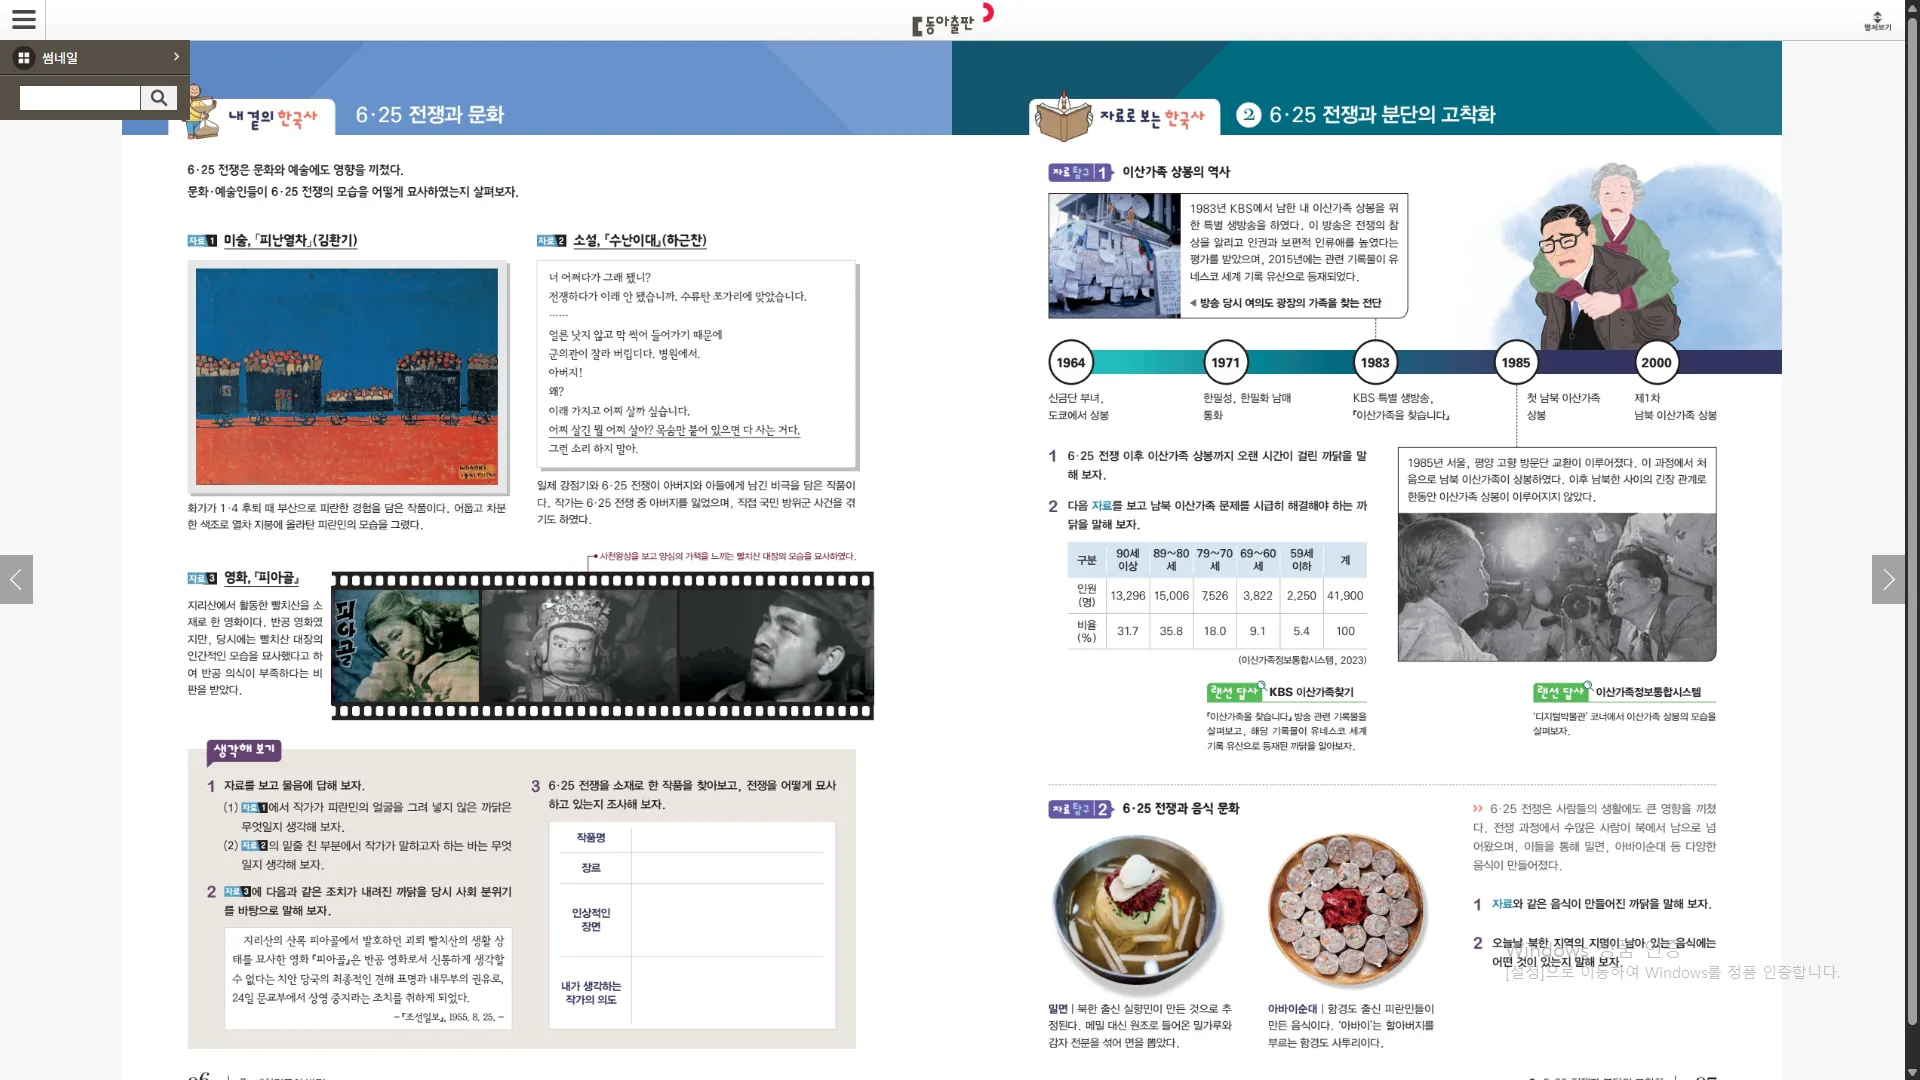 동아출판
펼쳐보기
썸네일
내 곁의 한국사
6·25 전쟁과 문화
6·25 전쟁은 문화와 예술에도 영향을 끼쳤다.
문화·예술인들이 6·25 전쟁의 모습을 어떻게 묘사하였는지 살펴보자.
자료 1 미술, 「피난열차」(김환기)
화가가 1·4 후퇴 때 부산으로 피란한 경험을 담은 작품이다. 어둡고 차분
한 색조로 열차 지붕에 올라탄 피란민의 모습을 그렸다.
자료 2 소설, 『수난이대』(하근찬)
너 어쩌다가 그래 됐니?
전쟁하다가 이래 안 됐습니까. 수류탄 쪼가리에 맞았습니다.
……
얼른 낫지 않고 막 썩어 들어가기 때문에
군의관이 잘라 버립디다. 병원에서.
아버지!
왜?
이래 가지고 어찌 살까 싶습니다.
어찌 살긴 뭘 어찌 살아? 목숨만 붙어 있으면 다 사는 거다.
그런 소리 하지 말아.
일제 강점기와 6·25 전쟁이 아버지와 아들에게 남긴 비극을 담은 작품이
다. 작가는 6·25 전쟁 중 아버지를 잃었으며, 직접 국민 방위군 사건을 겪
기도 하였다.
사천왕상을 보고 양심의 가책을 느끼는 빨치산 대장의 모습을 묘사하였다.
자료 3 영화, 『피아골』
지리산에서 활동한 빨치산을 소
재로 한 영화이다. 반공 영화였
지만, 당시에는 빨치산 대장의
인간적인 모습을 묘사했다고 하
여 반공 의식이 부족하다는 비
판을 받았다.
피아골
생각해 보기
1 자료를 보고 물음에 답해 보자.
(1) 자료 1에서 작가가 피란민의 얼굴을 그려 넣지 않은 까닭은
무엇일지 생각해 보자.
(2) 자료 2의 밑줄 친 부분에서 작가가 말하고자 하는 바는 무엇
일지 생각해 보자.
2 자료 3에 다음과 같은 조치가 내려진 까닭을 당시 사회 분위기
를 바탕으로 말해 보자.
지리산의 산록 피아골에서 발호하던 괴뢰 빨치산의 생활 상
태를 묘사한 영화 『피아골』은 반공 영화로서 신통하게 생각할
수 없다는 치안 당국의 최종적인 견해 표명과 내무부의 권유로,
24일 문교부에서 상영 중지라는 조치를 취하게 되었다.
- 『조선일보』, 1955. 8. 25. -
3 6·25 전쟁을 소재로 한 작품을 찾아보고, 전쟁을 어떻게 묘사
하고 있는지 조사해 보자.
작품명
장르
인상적인
장면
내가 생각하는
작가의 의도
자료로 보는 한국사
2 6·25 전쟁과 분단의 고착화
자료 탐구 1 이산가족 상봉의 역사
1983년 KBS에서 남한 내 이산가족 상봉을 위
한 특별 생방송을 하였다. 이 방송은 전쟁의 참
상을 알리고 인권과 보편적 인류애를 높였다는
평가를 받았으며, 2015년에는 관련 기록물이 유
네스코 세계 기록 유산으로 등재되었다.
◀ 방송 당시 여의도 광장의 가족을 찾는 전단
1964 1971 1983 1985 2000
신금단 부녀,
도쿄에서 상봉
한필성, 한필화 남매
통화
KBS 특별 생방송,
『이산가족을 찾습니다』
첫 남북 이산가족
상봉
제1차
남북 이산가족 상봉
1 6·25 전쟁 이후 이산가족 상봉까지 오랜 시간이 걸린 까닭을 말
해 보자.
2 다음 자료를 보고 남북 이산가족 문제를 시급히 해결해야 하는 까
닭을 말해 보자.
구분 90세 이상 89~80세 79~70세 69~60세 59세 이하 계
인원(명) 13,296 15,006 7,526 3,822 2,250 41,900
비율(%) 31.7 35.8 18.0 9.1 5.4 100
(이산가족정보통합시스템, 2023)
1985년 서울, 평양 고향 방문단 교환이 이루어졌다. 이 과정에서 처
음으로 남북 이산가족이 상봉하였다. 이후 남북한 사이의 긴장 관계로
한동안 이산가족 상봉이 이루어지지 않았다.
랜선 답사 KBS 이산가족찾기
『이산가족을 찾습니다』 방송 관련 기록물을
살펴보고, 해당 기록물이 유네스코 세계
기록 유산으로 등재된 까닭을 알아보자.
랜선 답사 이산가족정보통합시스템
'디지털박물관' 코너에서 이산가족 상봉의 모습을
살펴보자.
자료 탐구 2 6·25 전쟁과 음식 문화
밀면 | 북한 출신 실향민이 만든 것으로 추
정된다. 메밀 대신 원조로 들어온 밀가루와
감자 전분을 섞어 면을 뽑았다.
아바이순대 | 함경도 출신 피란민들이
만든 음식이다. '아바이'는 할아버지를
부르는 함경도 사투리이다.
6·25 전쟁은 사람들의 생활에도 큰 영향을 끼쳤
다. 전쟁 과정에서 수많은 사람이 북에서 남으로 넘
어왔으며, 이들을 통해 밀면, 아바이순대 등 다양한
음식이 만들어졌다.
1 자료와 같은 음식이 만들어진 까닭을 말해 보자.
2 오늘날 북한 지역의 지명이 남아 있는 음식에는
어떤 것이 있는지 말해 보자.
Windows 정품 인증
[설정]으로 이동하여 Windows를 정품 인증합니다.